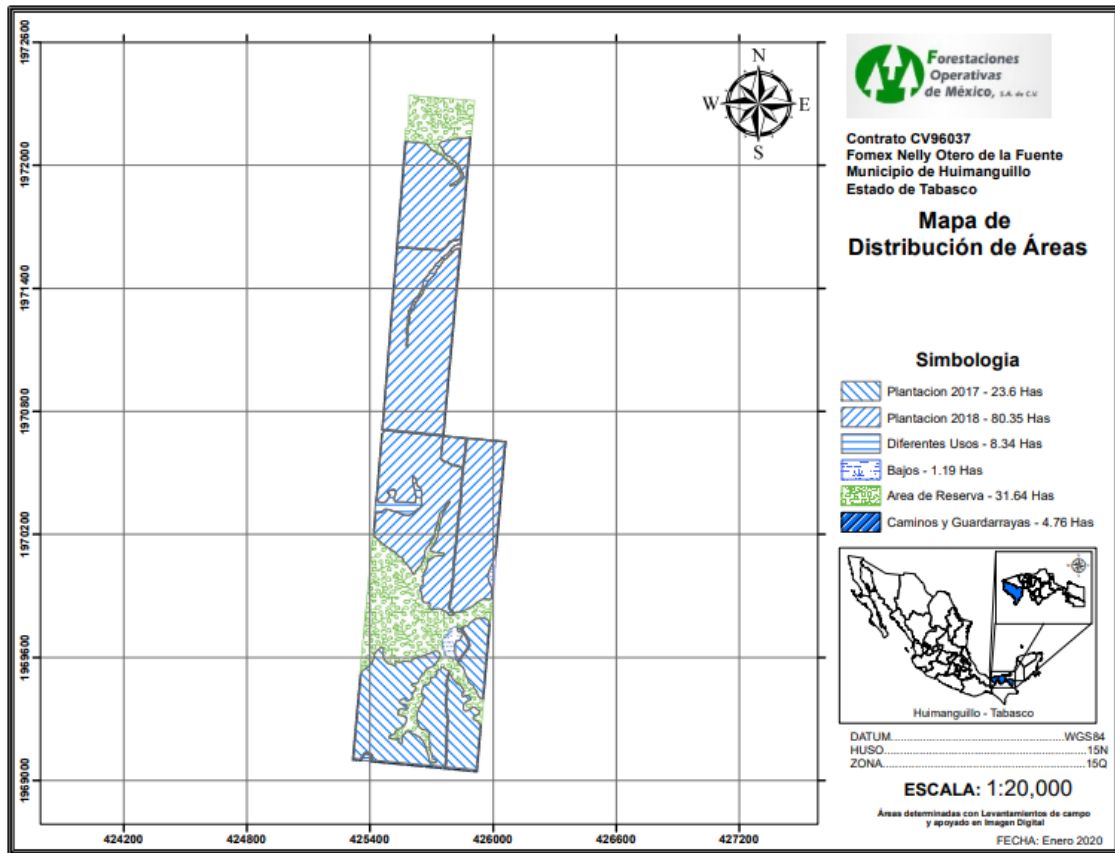 1972600
1972000
1971400
1970800
1970200
1969600
1969000
424200
424800
425400
426000
426600
427200
N
W
E
S
Forestaciones
Operativas
de México, S.A. de C.V.
Contrato CV96037
Fomex Nelly Otero de la Fuente
Municipio de Huimanguillo
Estado de Tabasco
Mapa de
Distribución de Áreas
Simbologia
Plantacion 2017 - 23.6 Has
Plantacion 2018 - 80.35 Has
Diferentes Usos - 8.34 Has
Bajos - 1.19 Has
Area de Reserva - 31.64 Has
Caminos y Guardarrayas - 4.76 Has
Huimanguillo - Tabasco
DATUM...............................................WGS84
HUSO.......................................................15N
ZONA.......................................................15Q
ESCALA: 1:20,000
Áreas determinadas con Levantamientos de campo
y apoyado en Imagen Digital
FECHA: Enero 2020